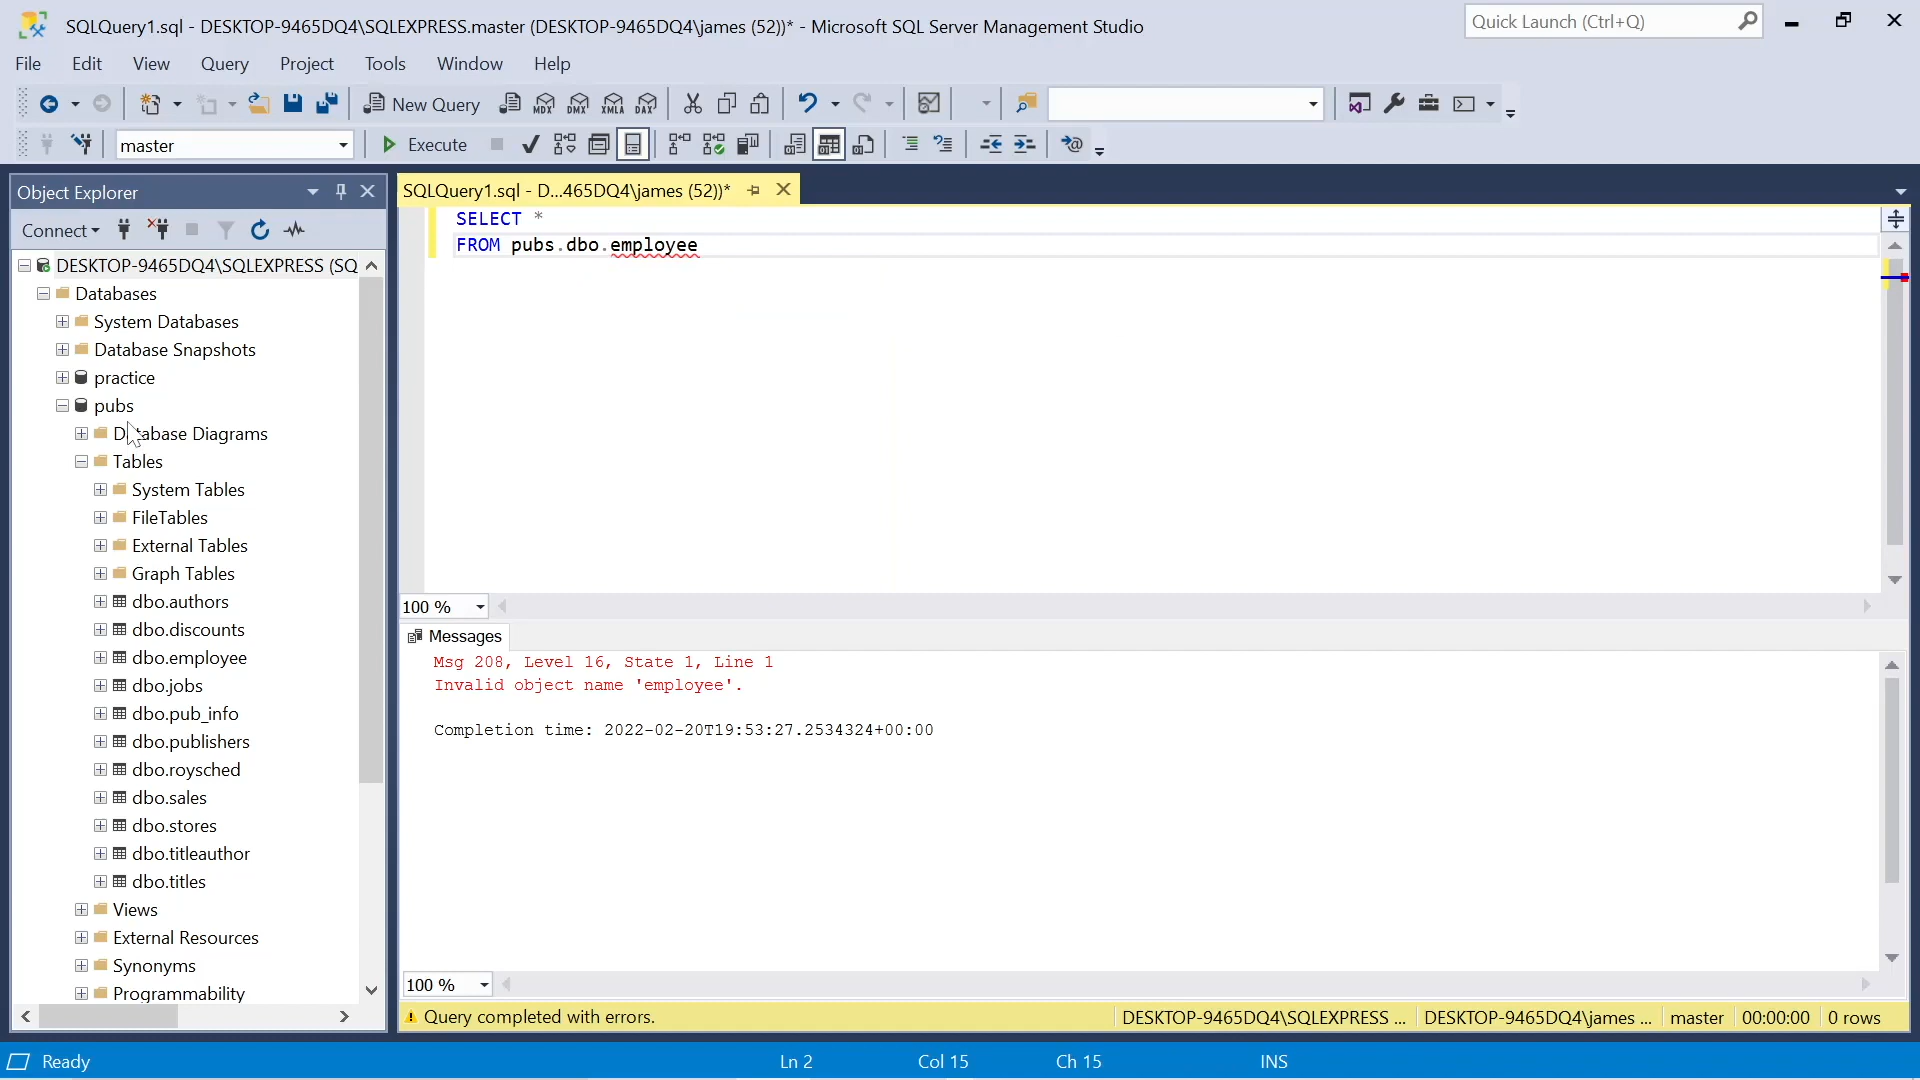 SQLQuery1.sql - DESKTOP-9465DQ4\SQLEXPRESS.master (DESKTOP-9465DQ4\james (52))* - Microsoft SQL Server Management Studio
Quick Launch (Ctrl+Q)
File Edit View Query Project Tools Window Help
New Query MDX DMX XMLA DAX
master Execute
Object Explorer
SQLQuery1.sql - D...465DQ4\james (52))*
Connect
DESKTOP-9465DQ4\SQLEXPRESS (SQ
Databases
System Databases
Database Snapshots
practice
pubs
Database Diagrams
Tables
System Tables
FileTables
External Tables
Graph Tables
dbo.authors
dbo.discounts
dbo.employee
dbo.jobs
dbo.pub_info
dbo.publishers
dbo.roysched
dbo.sales
dbo.stores
dbo.titleauthor
dbo.titles
Views
External Resources
Synonyms
Programmability
SELECT *
FROM pubs.dbo.employee
100 %
Messages
Msg 208, Level 16, State 1, Line 1
Invalid object name 'employee'.
Completion time: 2022-02-20T19:53:27.2534324+00:00
100 %
Query completed with errors. DESKTOP-9465DQ4\SQLEXPRESS ... DESKTOP-9465DQ4\james ... master 00:00:00 0 rows
Ready Ln 2 Col 15 Ch 15 INS